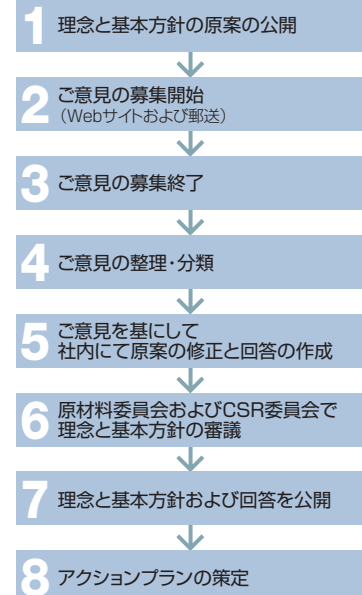 1 理念と基本方針の原案の公開
2 ご意見の募集開始
（Webサイトおよび郵送）
3 ご意見の募集終了
4 ご意見の整理・分類
5 ご意見を基にして
社内にて原案の修正と回答の作成
6 原材料委員会およびCSR委員会で
理念と基本方針の審議
7 理念と基本方針および回答を公開
8 アクションプランの策定